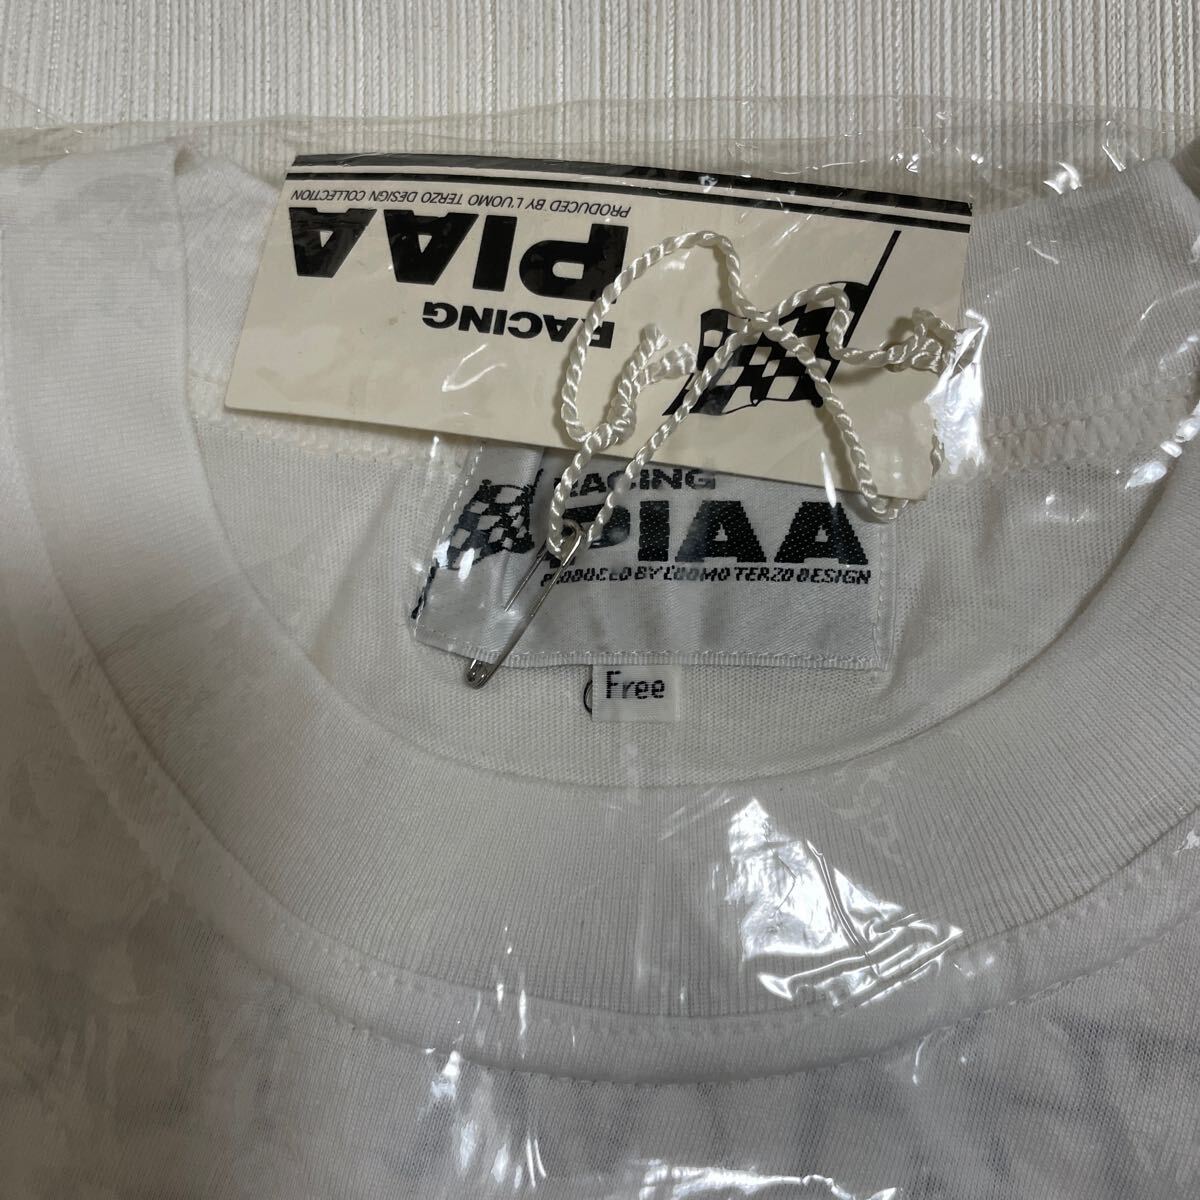 RACING
PIAA
PRODUCED BY L'UOMO TERZO DESIGN COLLECTION
RACING
PIAA
PRODUCED BY L'UOMO TERZO DESIGN
Free